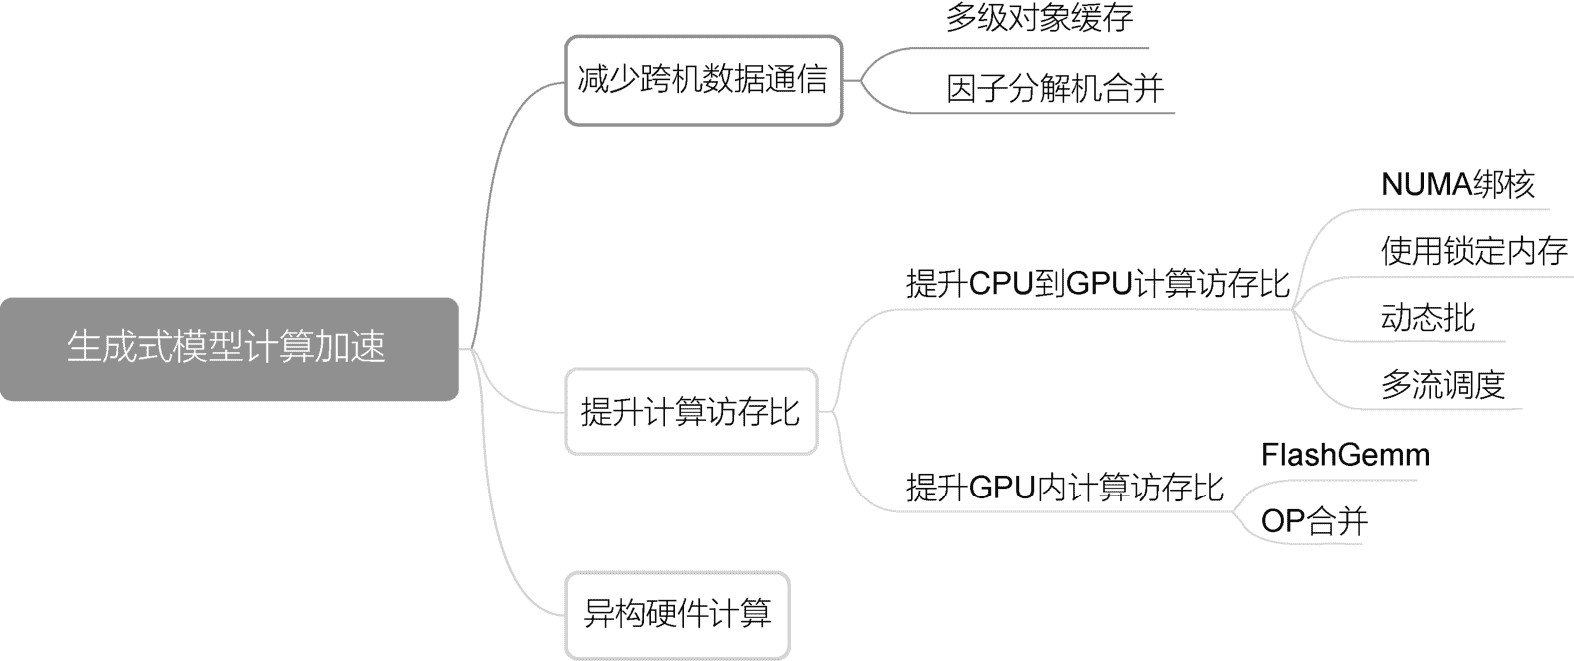 生成式模型计算加速
减少跨机数据通信
多级对象缓存
因子分解机合并
提升计算访存比
提升CPU到GPU计算访存比
NUMA绑核
使用锁定内存
动态批
多流调度
提升GPU内计算访存比
FlashGemm
OP合并
异构硬件计算